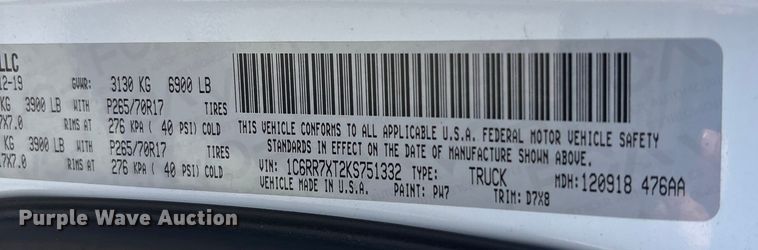 LLC
12-19 GVWR: 3130 KG 6900 LB
KG 3900 LB WITH P265/70R17 TIRES
7X7.0 RIMS AT 276 KPA ( 40 PSI) COLD
KG 3900 LB WITH P265/70R17 TIRES
17X7.0 RIMS AT 276 KPA ( 40 PSI) COLD
THIS VEHICLE CONFORMS TO ALL APPLICABLE U.S.A. FEDERAL MOTOR VEHICLE SAFETY
STANDARDS IN EFFECT ON THE DATE OF MANUFACTURE SHOWN ABOVE.
VIN: 1C6RR7XT2KS751332 TYPE: TRUCK MDH: 120918 476AA
VEHICLE MADE IN U.S.A. PAINT: PW7 TRIM: D7X8
Purple Wave Auction
Purple Wave Auction